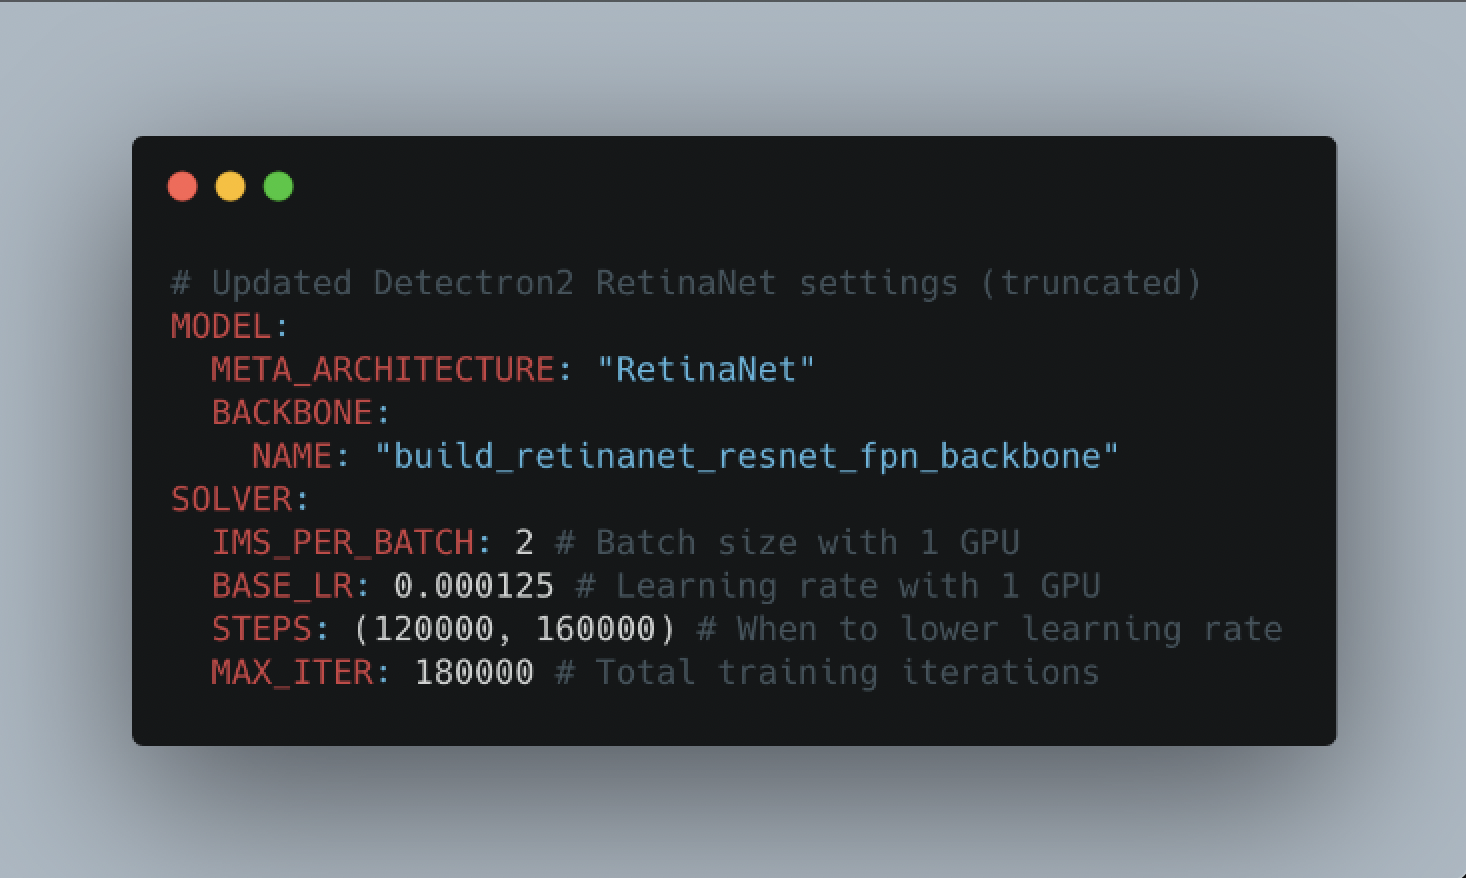 # Updated Detectron2 RetinaNet settings (truncated)
MODEL:
  META_ARCHITECTURE: "RetinaNet"
  BACKBONE:
    NAME: "build_retinanet_resnet_fpn_backbone"
SOLVER:
  IMS_PER_BATCH: 2 # Batch size with 1 GPU
  BASE_LR: 0.000125 # Learning rate with 1 GPU
  STEPS: (120000, 160000) # When to lower learning rate
  MAX_ITER: 180000 # Total training iterations